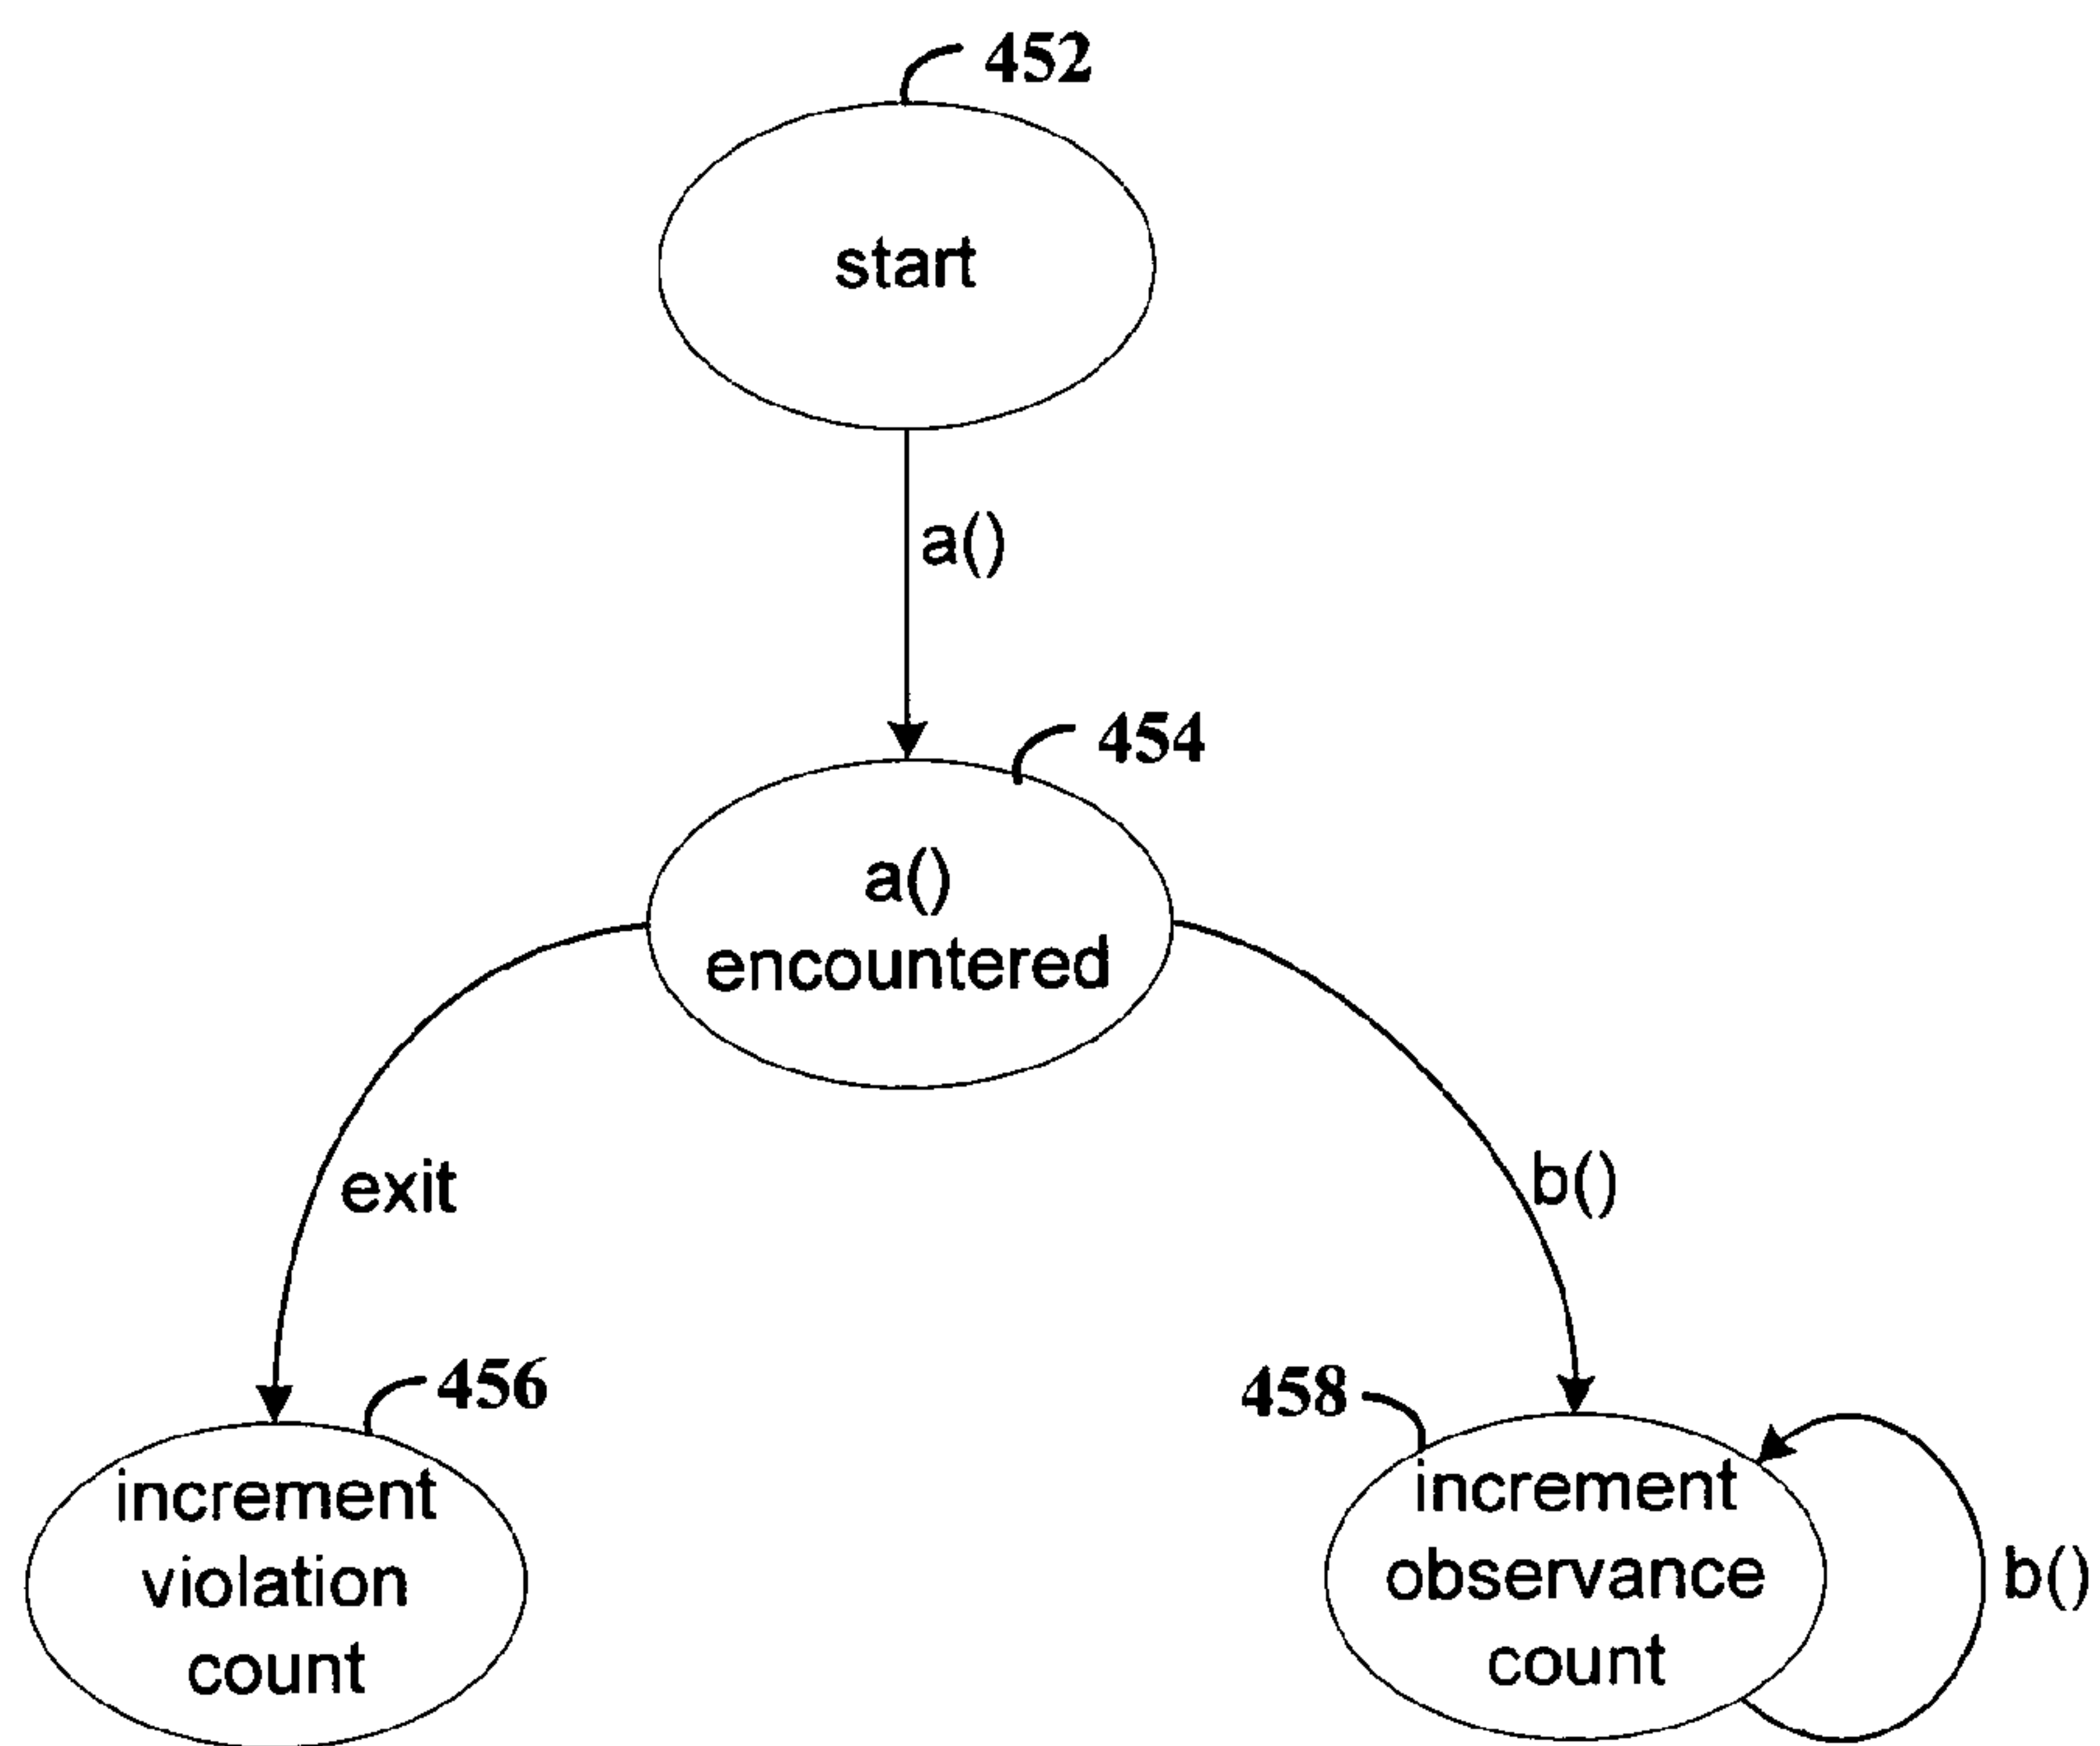 452
start
a()
454
a()
encountered
exit
b()
456
458
increment
violation
count
increment
observance
count
b()